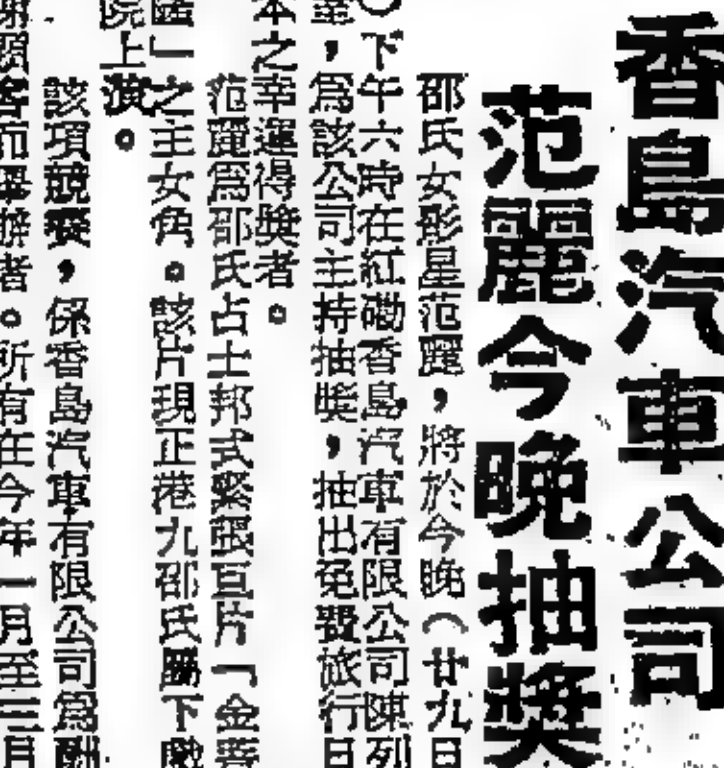 香島汽車公司
范麗今晚抽獎
邵氏女影星范麗，將於今晚（廿九日
〇下午六時在紅磡香島汽車有限公司陳列
室，爲該公司主持抽獎，抽出免費旅行日
本之幸運得獎者。
范麗爲邵氏占士邦式緊張巨片「金菩
薩」之主女角。該片現正港九邵氏屬下戲
院上演。
該項競賽，係香島汽車有限公司爲酬
謝顧客而舉辦者。所有在今年一月至三月